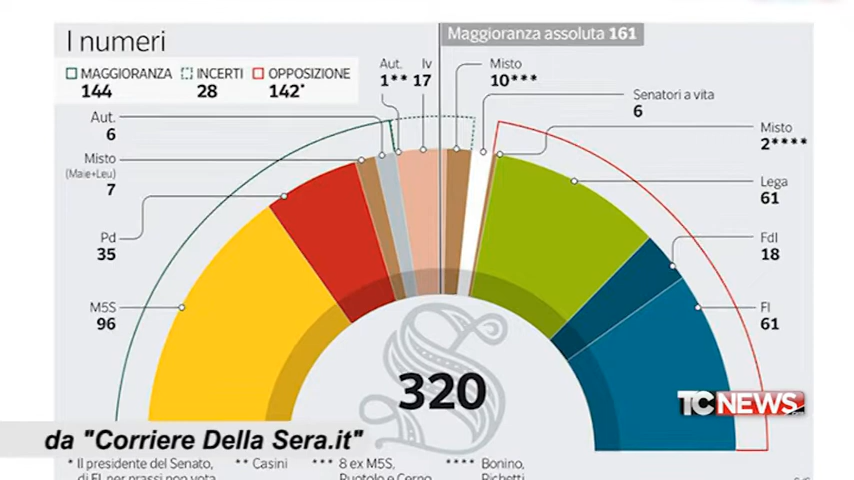 I numeri
Maggioranza assoluta 161
MAGGIORANZA
144
INCERTI
28
OPPOSIZIONE
142*
Aut.
1**
Iv
17
Misto
10***
Senatori a vita
6
Misto
2****
Aut.
6
Misto
(Maie+Leu)
7
Pd
35
M5S
96
Lega
61
FdI
18
FI
61
320
TCNEWS
da "Corriere Della Sera.it"
* Il presidente del Senato,
di FI, per prassi non vota
** Casini
*** 8 ex M5S,
Ruotolo e Cerno
**** Bonino,
Richetti